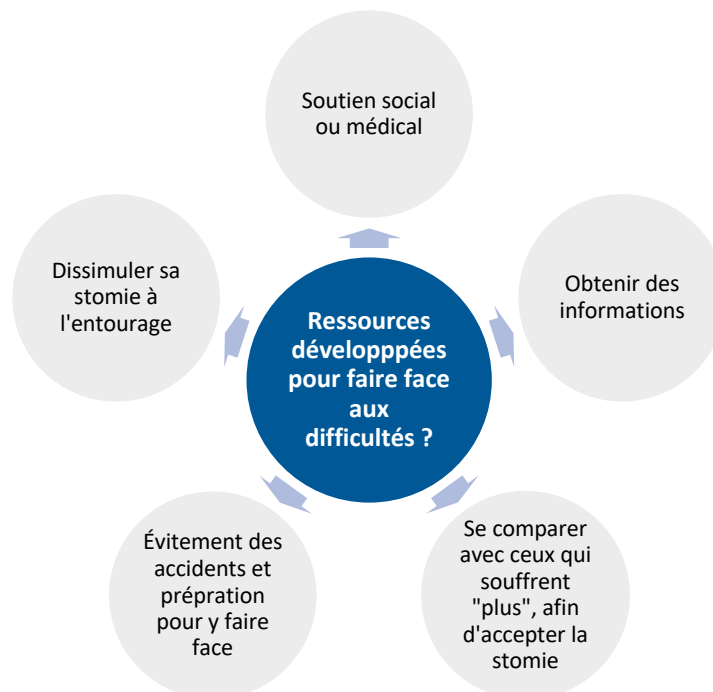 Soutien social
ou médical
Dissimuler sa
stomie à
l'entourage
Obtenir des
informations
Ressources
développpées
pour faire face
aux
difficultés ?
Évitement des
accidents et
prépration
pour y faire
face
Se comparer
avec ceux qui
souffrent
"plus", afin
d'accepter la
stomie